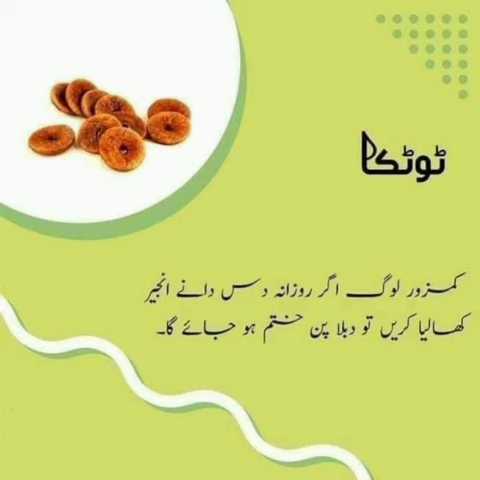 ٹوٹکا
کمزور لوگ اگر روزانہ دس دانے انجیر
کھالیا کریں تو دبلا پن ختم ہو جائے گا۔